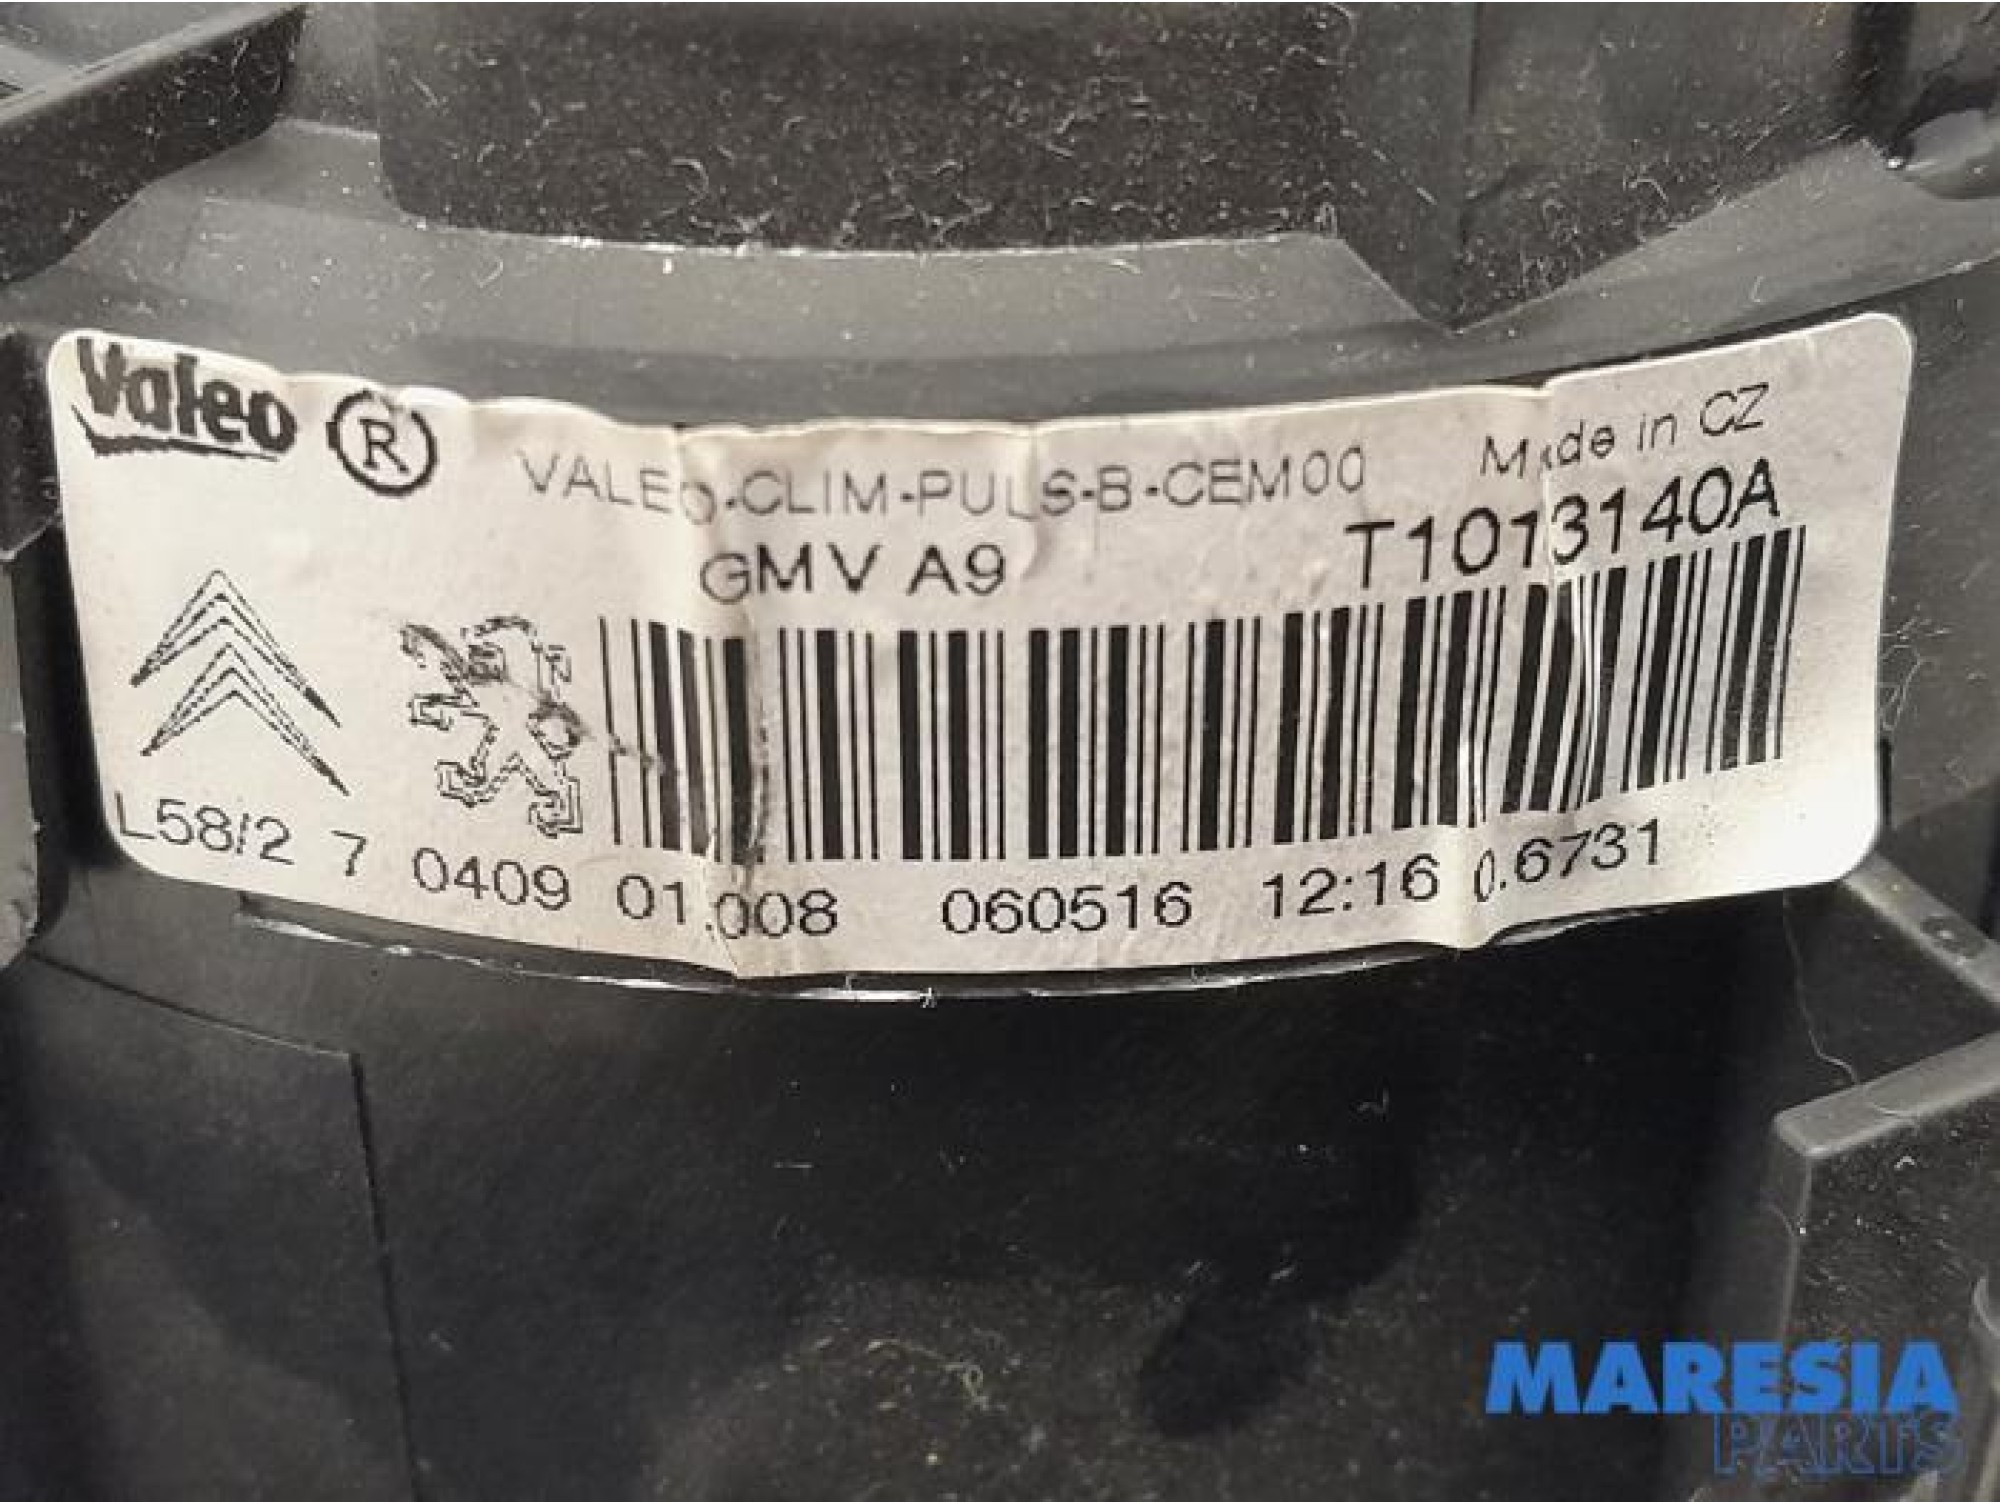 Valeo ®
VALEO-CLIM-PULS-B-CEM00
Made in CZ
GMV A9
T1013140A
L58/2 7 0409 01.008 060516 12:16 0.6731
MARESIA
PARTS